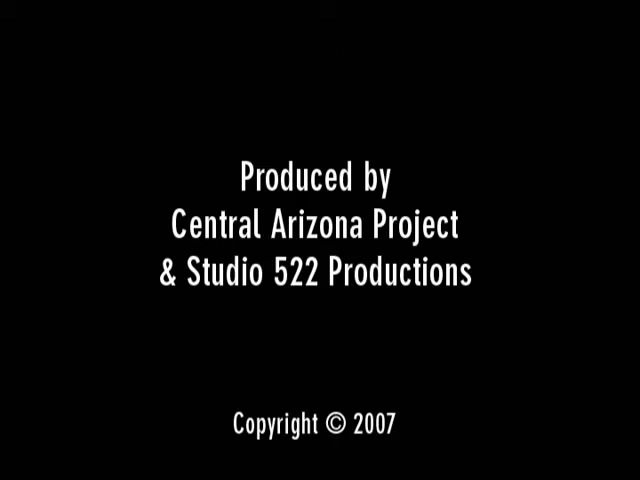 Produced by
Central Arizona Project
& Studio 522 Productions
Copyright © 2007